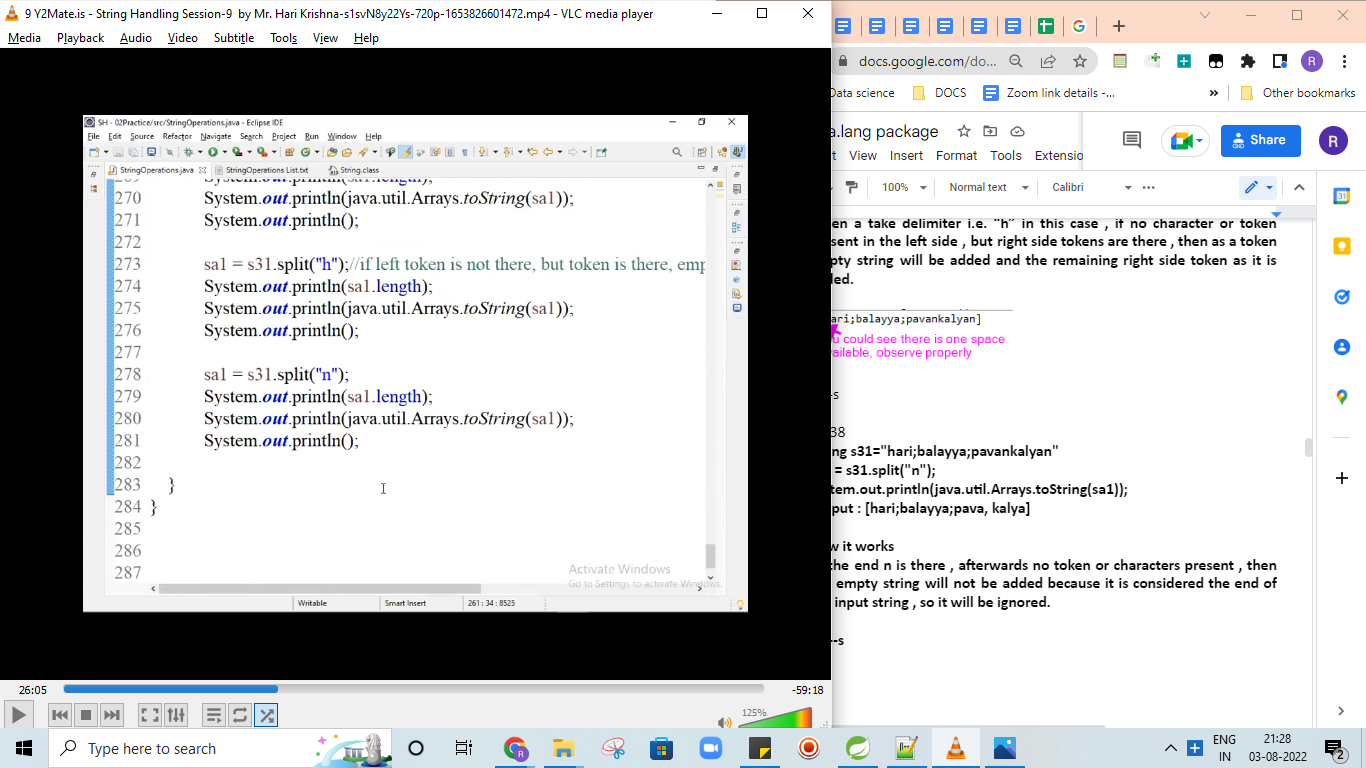 9 Y2Mate.is - String Handling Session-9 by Mr. Hari Krishna-s1svN8y22Ys-720p-1653826601472.mp4 - VLC media player
Media Playback Audio Video Subtitle Tools View Help
SH - 02Practice/src/StringOperations.java - Eclipse IDE
File Edit Source Refactor Navigate Search Project Run Window Help
StringOperations.java StringOperations List.txt String.class
269 System.out.println(sa1.length);
270 System.out.println(java.util.Arrays.toString(sa1));
271 System.out.println();
272
273 sa1 = s31.split("h");//if left token is not there, but token is there, emp
274 System.out.println(sa1.length);
275 System.out.println(java.util.Arrays.toString(sa1));
276 System.out.println();
277
278 sa1 = s31.split("n");
279 System.out.println(sa1.length);
280 System.out.println(java.util.Arrays.toString(sa1));
281 System.out.println();
282
283 }
284 }
285
286
287
Activate Windows
Go to Settings to activate Windows.
Writable Smart Insert 261 : 34 : 8525
26:05 -59:18
125%
docs.google.com/do...
R
Data science DOCS Zoom link details -... » Other bookmarks
a.lang package
Share
R
t View Insert Format Tools Extensio
100% Normal text Calibri
en a take delimiter i.e. "h" in this case , if no character or token
sent in the left side , but right side tokens are there , then as a token
pty string will be added and the remaining right side token as it is
led.
ari;balayya;pavankalyan]
u could see there is one space
ailable, observe properly
-s
38
ng s31="hari;balayya;pavankalyan"
= s31.split("n");
tem.out.println(java.util.Arrays.toString(sa1));
put : [hari;balayya;pava, kalya]
w it works
the end n is there , afterwards no token or characters present , then
empty string will not be added because it is considered the end of
input string , so it will be ignored.
--s
31
Type here to search
R
ENG
IN
21:28
03-08-2022
2